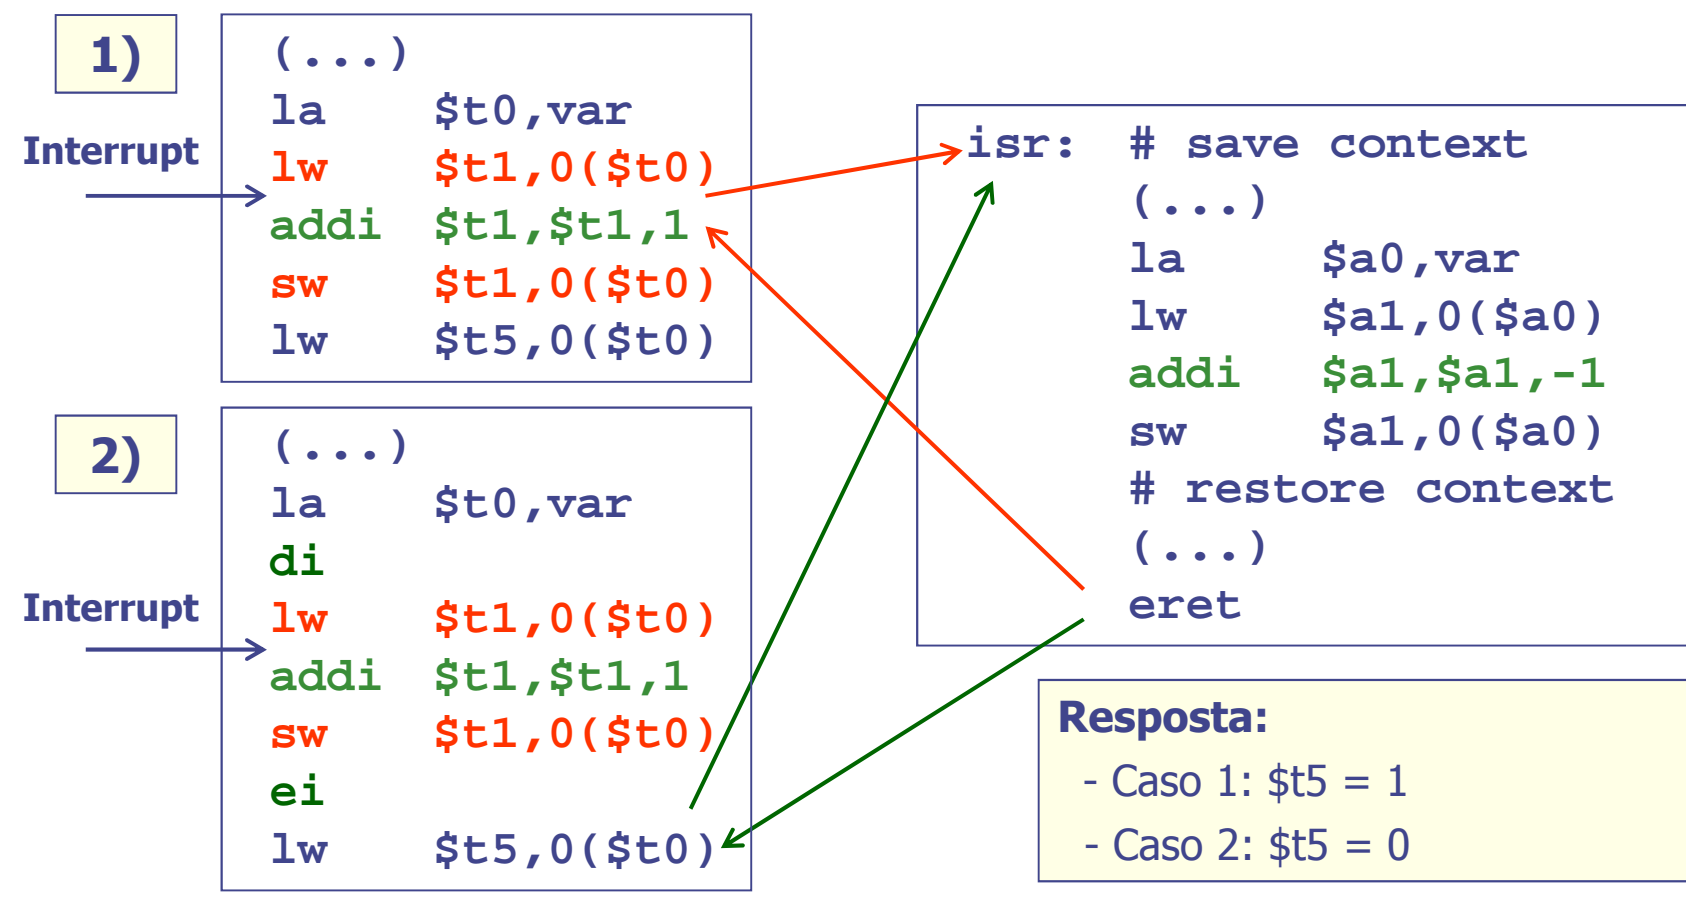 1)
(...)
la $t0,var
Interrupt
lw $t1,0($t0)
addi $t1,$t1,1
sw $t1,0($t0)
lw $t5,0($t0)
2)
(...)
la $t0,var
di
Interrupt
lw $t1,0($t0)
addi $t1,$t1,1
sw $t1,0($t0)
ei
lw $t5,0($t0)
isr: # save context
(...)
la $a0,var
lw $a1,0($a0)
addi $a1,$a1,-1
sw $a1,0($a0)
# restore context
(...)
eret
Resposta:
- Caso 1: $t5 = 1
- Caso 2: $t5 = 0